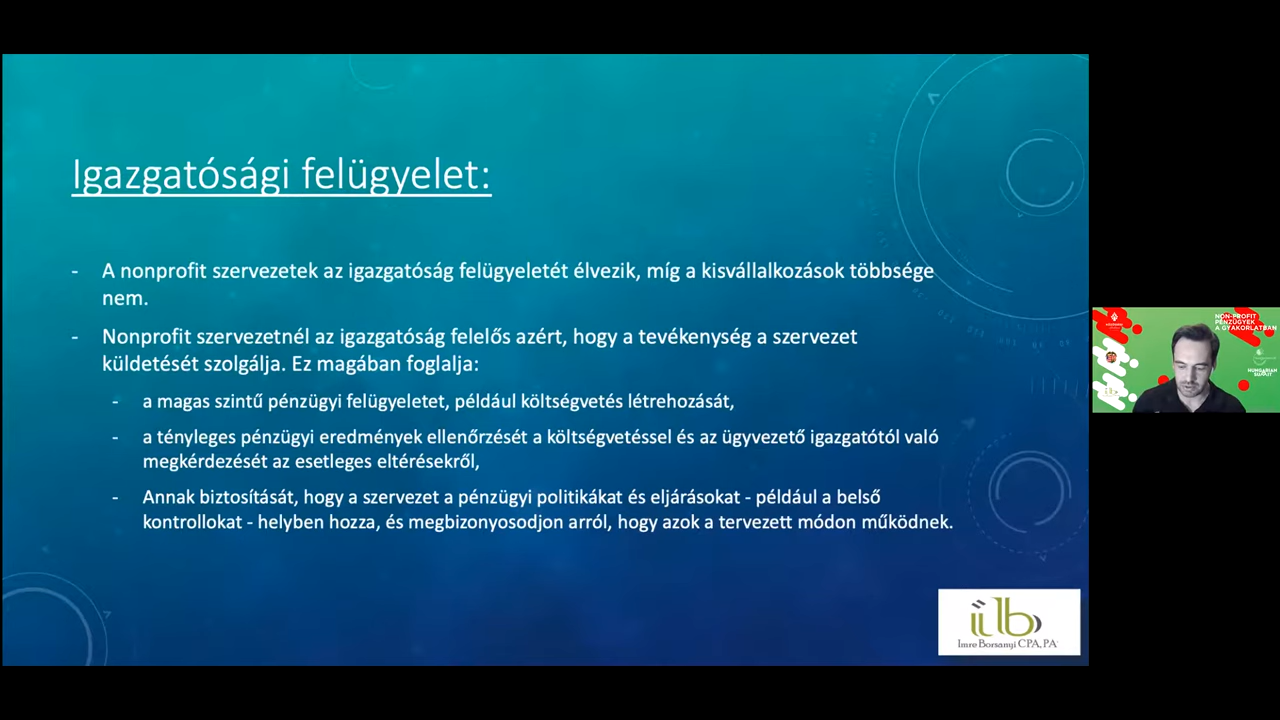 Igazgatósági felügyelet:
- A nonprofit szervezetek az igazgatóság felügyeletét élvezik, míg a kisvállalkozások többsége
nem.
- Nonprofit szervezetnél az igazgatóság felelős azért, hogy a tevékenység a szervezet
küldetését szolgálja. Ez magában foglalja:
- a magas szintű pénzügyi felügyeletet, például költségvetés létrehozását,
- a tényleges pénzügyi eredmények ellenőrzését a költségvetéssel és az ügyvezető igazgatótól való
megkérdezését az esetleges eltérésekről,
- Annak biztosítását, hogy a szervezet a pénzügyi politikákat és eljárásokat - például a belső
kontrollokat - helyben hozza, és megbizonyosodjon arról, hogy azok a tervezett módon működnek.
ilb
Imre Borsanyi CPA, PA
NON-PROFIT
PÉNZÜGYEK
A GYAKORLATBAN
HUNGARIAN
SUMMIT